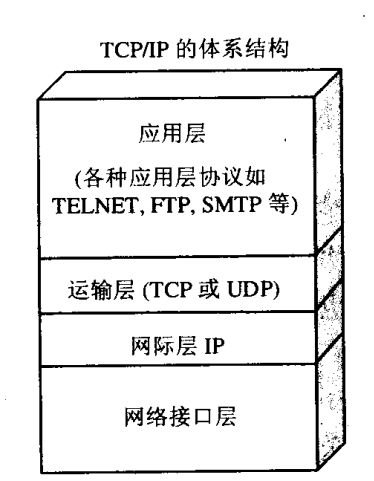 TCP/IP 的体系结构
应用层
(各种应用层协议如
TELNET, FTP, SMTP 等)
运输层 (TCP 或 UDP)
网际层 IP
网络接口层